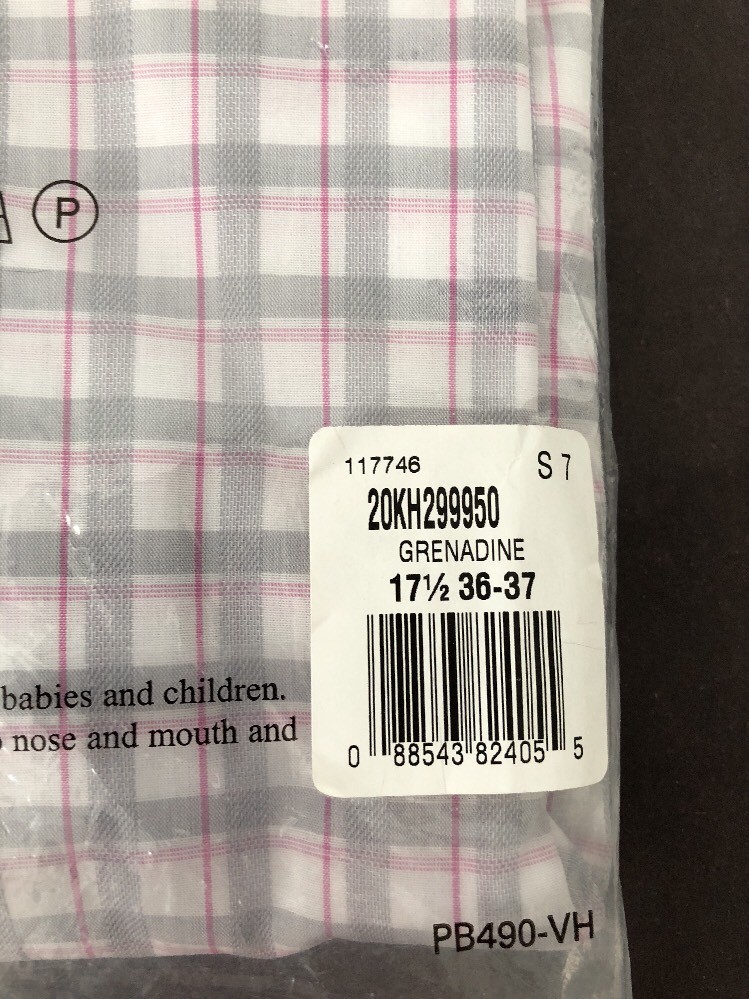 P
117746 S 7
20KH299950
GRENADINE
17½ 36-37
babies and children.
nose and mouth and
0 88543 82405 5
PB490-VH